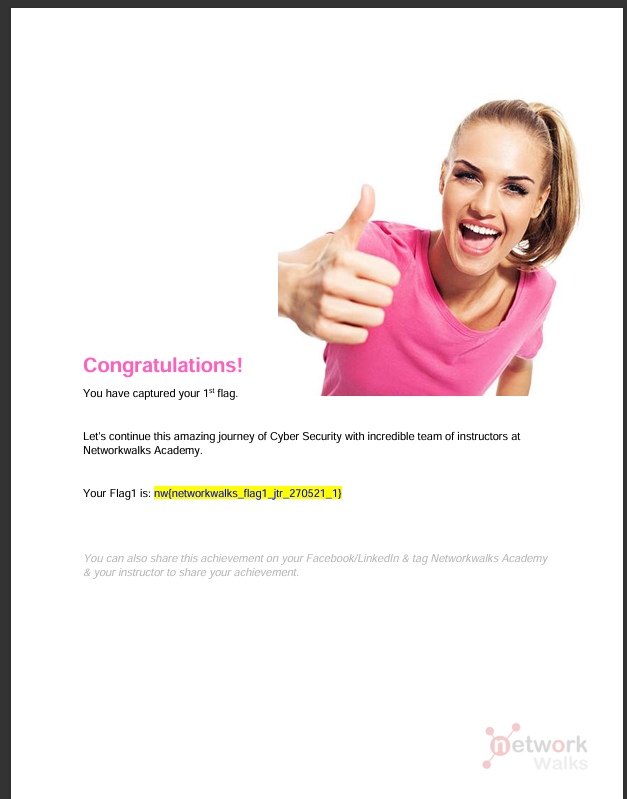 Congratulations!
You have captured your 1st flag.
Let's continue this amazing journey of Cyber Security with incredible team of instructors at
Networkwalks Academy.
Your Flag1 is: nw{networkwalks_flag1_jtr_270521_1}
You can also share this achievement on your Facebook/LinkedIn & tag Networkwalks Academy
& your instructor to share your achievement.
network
Walks